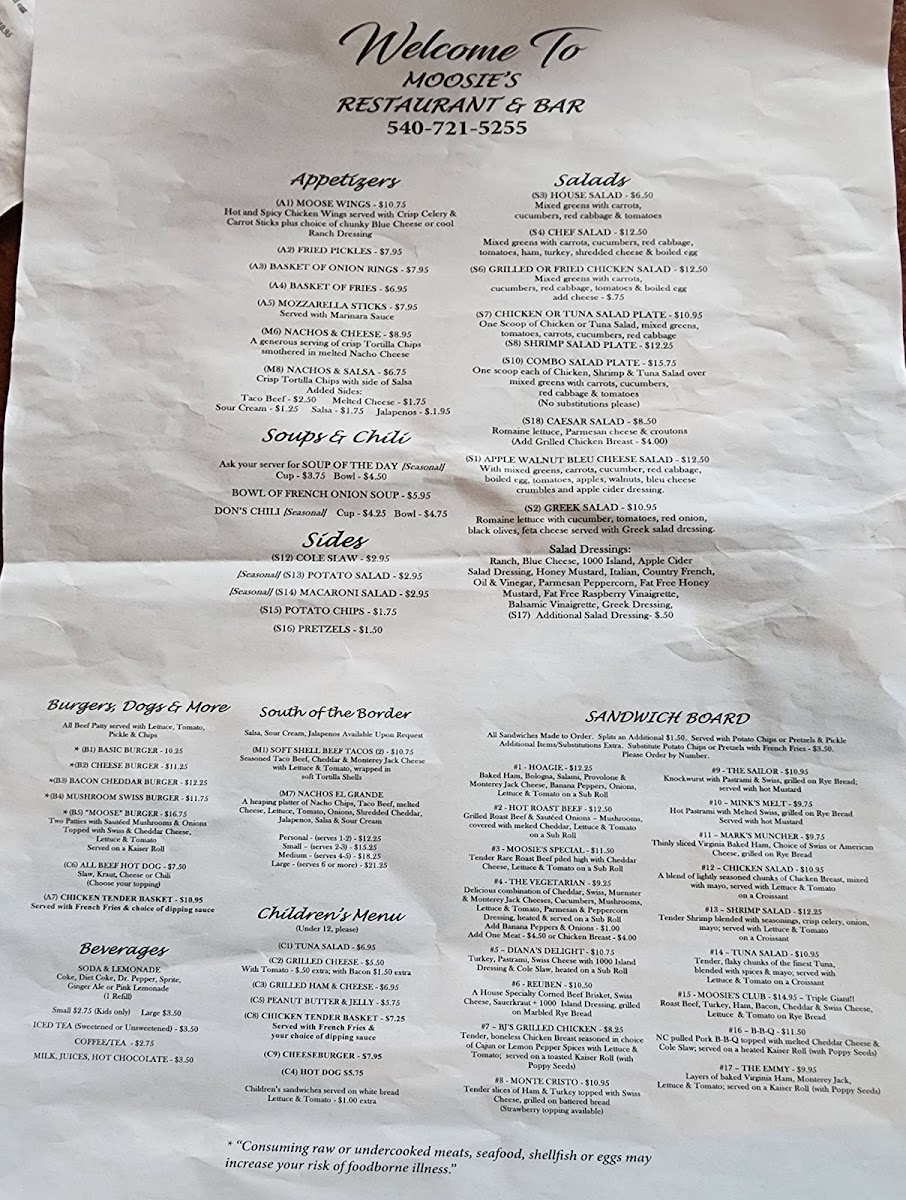 Welcome To
MOOSIE'S
RESTAURANT & BAR
540-721-5255
Appetizers
(A1) MOOSE WINGS - $10.75
Hot and Spicy Chicken Wings served with Crisp Celery &
Carrot Sticks plus choice of chunky Blue Cheese or cool
Ranch Dressing
(A2) FRIED PICKLES - $7.95
(A3) BASKET OF ONION RINGS - $7.95
(A4) BASKET OF FRIES - $6.95
(A5) MOZZARELLA STICKS - $7.95
Served with Marinara Sauce
(M6) NACHOS & CHEESE - $8.95
A generous serving of crisp Tortilla Chips
smothered in melted Nacho Cheese
(M8) NACHOS & SALSA - $6.75
Crisp Tortilla Chips with side of Salsa
Added Sides:
Taco Beef - $2.50 Melted Cheese - $1.75
Sour Cream - $1.25 Salsa - $1.75 Jalapenos - $.1.95
Soups & Chili
Ask your server for SOUP OF THE DAY [Seasonal]
Cup - $3.75 Bowl - $4.50
BOWL OF FRENCH ONION SOUP - $5.95
DON'S CHILI [Seasonal] Cup - $4.25 Bowl - $4.75
Sides
(S12) COLE SLAW - $2.95
[Seasonal] (S13) POTATO SALAD - $2.95
[Seasonal] (S14) MACARONI SALAD - $2.95
(S15) POTATO CHIPS - $1.75
(S16) PRETZELS - $1.50
Salads
(S3) HOUSE SALAD - $6.50
Mixed greens with carrots,
cucumbers, red cabbage & tomatoes
(S4) CHEF SALAD - $12.50
Mixed greens with carrots, cucumbers, red cabbage,
tomatoes, ham, turkey, shredded cheese & boiled egg
(S6) GRILLED OR FRIED CHICKEN SALAD - $12.50
Mixed greens with carrots,
cucumbers, red cabbage, tomatoes & boiled egg
add cheese - $.75
(S7) CHICKEN OR TUNA SALAD PLATE - $10.95
One Scoop of Chicken or Tuna Salad, mixed greens,
tomatoes, carrots, cucumbers, red cabbage
(S8) SHRIMP SALAD PLATE - $12.25
(S10) COMBO SALAD PLATE - $15.75
One scoop each of Chicken, Shrimp & Tuna Salad over
mixed greens with carrots, cucumbers,
red cabbage & tomatoes
(No substitutions please)
(S18) CAESAR SALAD - $8.50
Romaine lettuce, Parmesan cheese & croutons
(Add Grilled Chicken Breast - $4.00)
(S1) APPLE WALNUT BLEU CHEESE SALAD - $12.50
With mixed greens, carrots, cucumber, red cabbage,
boiled egg, tomatoes, apples, walnuts, bleu cheese
crumbles and apple cider dressing.
(S2) GREEK SALAD - $10.95
Romaine lettuce with cucumber, tomatoes, red onion,
black olives, feta cheese served with Greek salad dressing.
Salad Dressings:
Ranch, Blue Cheese, 1000 Island, Apple Cider
Salad Dressing, Honey Mustard, Italian, Country French,
Oil & Vinegar, Parmesan Peppercorn, Fat Free Honey
Mustard, Fat Free Raspberry Vinaigrette,
Balsamic Vinaigrette, Greek Dressing,
(S17) Additional Salad Dressing- $.50
Burgers, Dogs & More
All Beef Patty served with Lettuce, Tomato,
Pickle & Chips
* (B1) BASIC BURGER - 10.25
* (B2) CHEESE BURGER - $11.25
*(B3) BACON CHEDDAR BURGER - $12.25
*(B4) MUSHROOM SWISS BURGER - $11.75
* (B5) "MOOSE" BURGER - $16.75
Two Patties with Sautéed Mushrooms & Onions
Topped with Swiss & Cheddar Cheese,
Lettuce & Tomato
Served on a Kaiser Roll
(C6) ALL BEEF HOT DOG - $7.50
Slaw, Kraut, Cheese or Chili
(Choose your topping)
(A7) CHICKEN TENDER BASKET - $10.95
Served with French Fries & choice of dipping sauce
Beverages
SODA & LEMONADE
Coke, Diet Coke, Dr. Pepper, Sprite,
Ginger Ale or Pink Lemonade
(1 Refill)
Small $2.75 (Kids only) Large $3.50
ICED TEA (Sweetened or Unsweetened) - $3.50
COFFEE/TEA - $2.75
MILK, JUICES, HOT CHOCOLATE - $3.50
South of the Border
Salsa, Sour Cream, Jalapenos Available Upon Request
(M1) SOFT SHELL BEEF TACOS (2) - $10.75
Seasoned Taco Beef, Cheddar & Monterey Jack Cheese
with Lettuce & Tomato, wrapped in
soft Tortilla Shells
(M7) NACHOS EL GRANDE
A heaping platter of Nacho Chips, Taco Beef, melted
Cheese, Lettuce, Tomato, Onions, Shredded Cheddar,
Jalapenos, Salsa & Sour Cream
Personal - (serves 1-2) - $12.25
Small - (serves 2-3) - $15.25
Medium - (serves 4-5) - $18.25
Large - (serves 6 or more) - $21.25
Children's Menu
(Under 12, please)
(C1) TUNA SALAD - $6.95
(C2) GRILLED CHEESE - $5.50
With Tomato - $.50 extra; with Bacon $1.50 extra
(C3) GRILLED HAM & CHEESE - $6.95
(C5) PEANUT BUTTER & JELLY - $5.75
(C8) CHICKEN TENDER BASKET - $7.25
Served with French Fries &
your choice of dipping sauce
(C9) CHEESEBURGER - $7.95
(C4) HOT DOG $5.75
Children's sandwiches served on white bread
Lettuce & Tomato - $1.00 extra
SANDWICH BOARD
All Sandwiches Made to Order. Splits an Additional $1.50. Served with Potato Chips or Pretzels & Pickle
Additional Items/Substitutions Extra. Substitute Potato Chips or Pretzels with French Fries - $3.50.
Please Order by Number.
#1 - HOAGIE - $12.25
Baked Ham, Bologna, Salami, Provolone &
Monterey Jack Cheese, Banana Peppers, Onions,
Lettuce & Tomato on a Sub Roll
#2 - HOT ROAST BEEF - $12.50
Grilled Roast Beef & Sautéed Onions – Mushrooms,
covered with melted Cheddar, Lettuce & Tomato
on a Sub Roll
#3 - MOOSIE'S SPECIAL - $11.50
Tender Rare Roast Beef piled high with Cheddar
Cheese, Lettuce & Tomato on a Sub Roll
#4 - THE VEGETARIAN - $9.25
Delicious combination of Cheddar, Swiss, Muenster
& Monterey Jack Cheeses, Cucumbers, Mushrooms,
Lettuce & Tomato, Parmesan & Peppercorn
Dressing, heated & served on a Sub Roll
Add Banana Peppers & Onions - $1.00
Add One Meat - $4.50 or Chicken Breast - $4.00
#5 - DIANA'S DELIGHT - $10.75
Turkey, Pastrami, Swiss Cheese with 1000 Island
Dressing & Cole Slaw, heated on a Sub Roll
#6 - REUBEN - $10.50
A House Specialty Corned Beef Brisket, Swiss
Cheese, Sauerkraut + 1000 Island Dressing, grilled
on Marbled Rye Bread
#7 – BJ'S GRILLED CHICKEN - $8.25
Tender, boneless Chicken Breast seasoned in choice
of Cajun or Lemon Pepper Spices with Lettuce &
Tomato; served on a toasted Kaiser Roll (with
Poppy Seeds)
#8 - MONTE CRISTO - $10.95
Tender slices of Ham & Turkey topped with Swiss
Cheese, grilled on battered bread
(Strawberry topping available)
#9 -THE SAILOR - $10.95
Knockwurst with Pastrami & Swiss, grilled on Rye Bread;
served with hot Mustard
#10 – MINK'S MELT - $9.75
Hot Pastrami with Melted Swiss, grilled on Rye Bread
Served with hot Mustard
#11 – MARK'S MUNCHER - $9.75
Thinly sliced Virginia Baked Ham, Choice of Swiss or American
Cheese, grilled on Rye Bread
#12 – CHICKEN SALAD - $10.95
A blend of lightly seasoned chunks of Chicken Breast, mixed
with mayo, served with Lettuce & Tomato
on a Croissant
#13 – SHRIMP SALAD - $12.25
Tender Shrimp blended with seasonings, crisp celery, onion,
mayo; served with Lettuce & Tomato
on a Croissant
#14 – TUNA SALAD - $10.95
Tender, flaky chunks of the finest Tuna,
blended with spices & mayo; served with
Lettuce & Tomato on a Croissant
#15 - MOOSIE'S CLUB - $14.95 – Triple Giant!!
Roast Beef, Turkey, Ham, Bacon, Cheddar & Swiss Cheese,
Lettuce & Tomato on Rye Bread
#16 – B-B-Q - $11.50
NC pulled Pork B-B-Q topped with melted Cheddar Cheese &
Cole Slaw; served on a heated Kaiser Roll (with Poppy Seeds)
#17 – THE EMMY - $9.95
Layers of baked Virginia Ham, Monterey Jack,
Lettuce & Tomato; served on a Kaiser Roll (with Poppy Seeds)
* "Consuming raw or undercooked meats, seafood, shellfish or eggs may
increase your risk of foodborne illness."